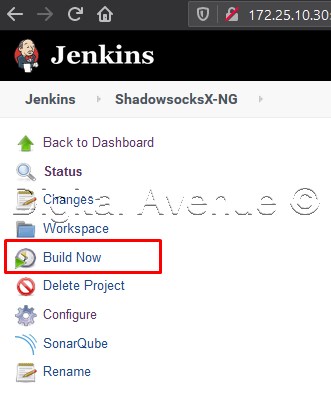 172.25.10.30:
Jenkins
Jenkins ShadowsocksX-NG
Back to Dashboard
Status
Changes
Digital Avenue ©
Workspace
Build Now
Delete Project
Configure
SonarQube
Rename